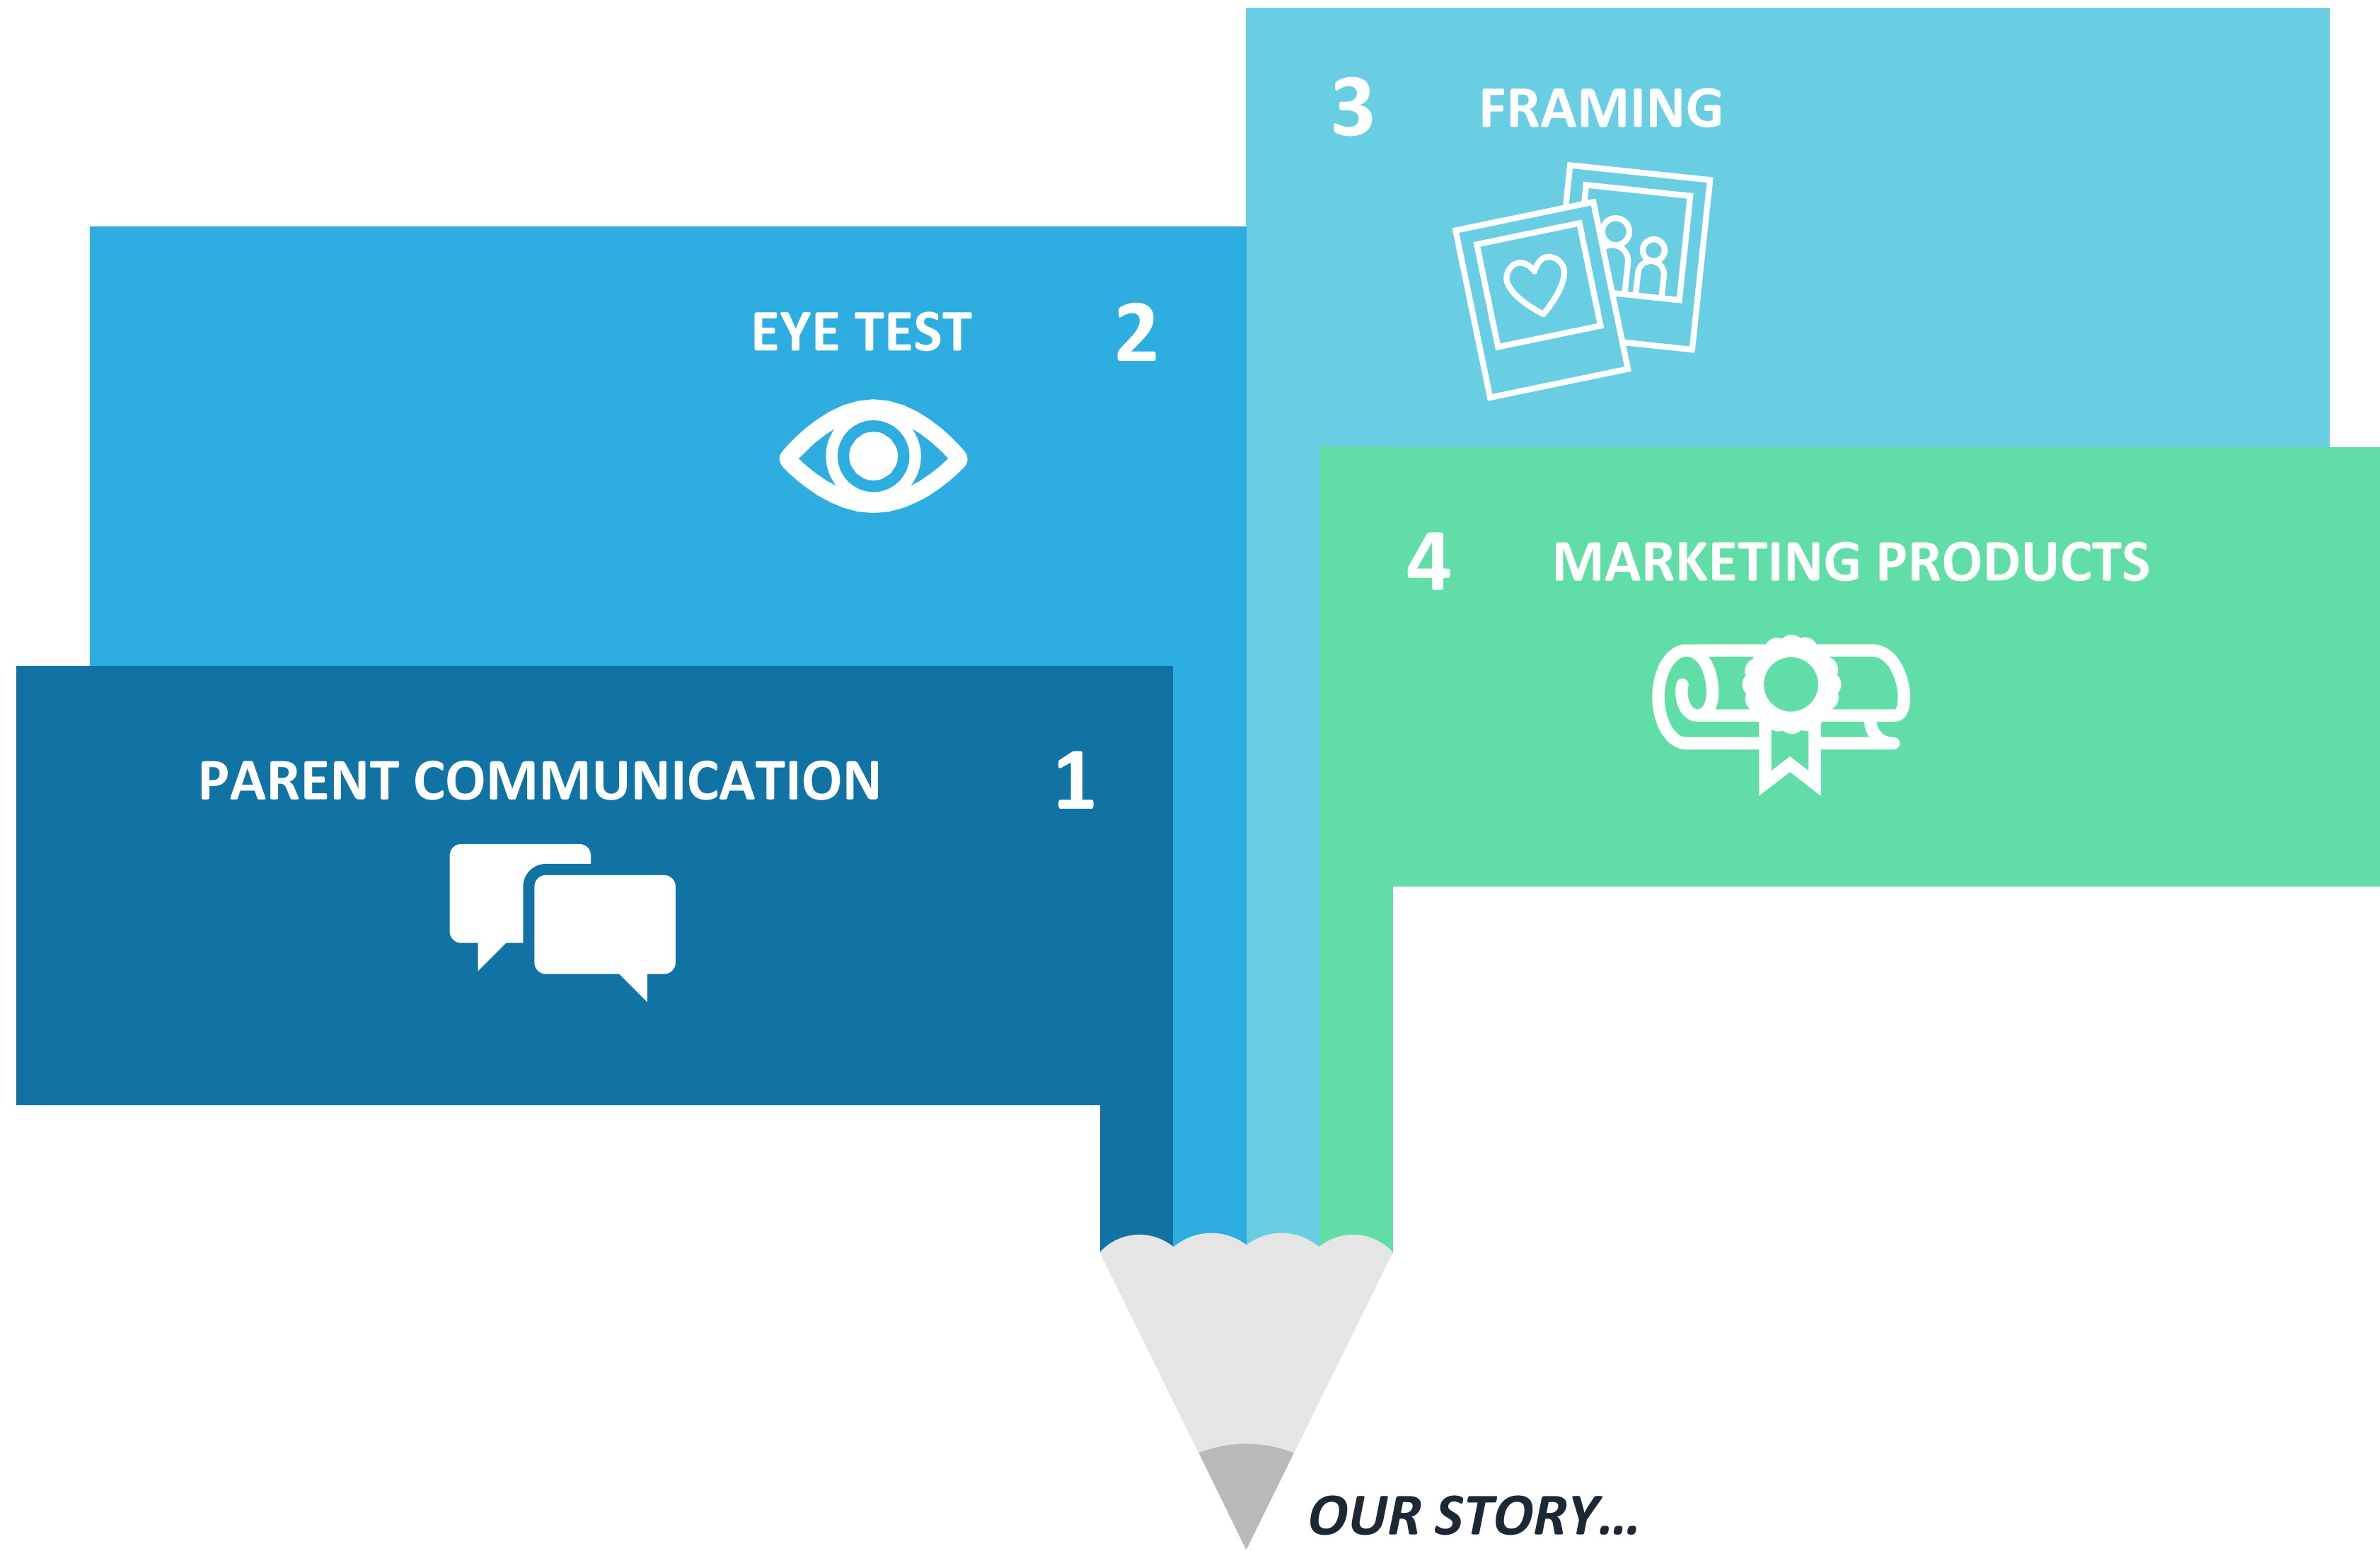 1 PARENT COMMUNICATION
2 EYE TEST
3 FRAMING
4 MARKETING PRODUCTS
OUR STORY...